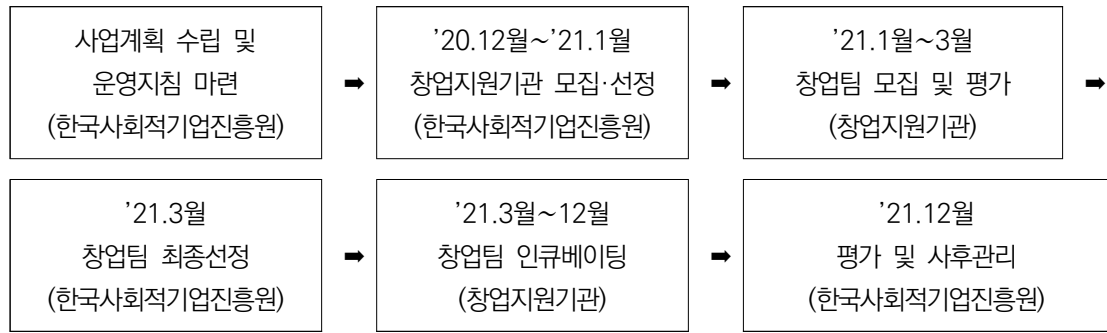 사업계획 수립 및
운영지침 마련
(한국사회적기업진흥원)
➡
’20.12월~’21.1월
창업지원기관 모집·선정
(한국사회적기업진흥원)
➡
’21.1월~3월
창업팀 모집 및 평가
(창업지원기관)
➡
’21.3월
창업팀 최종선정
(한국사회적기업진흥원)
➡
’21.3월~12월
창업팀 인큐베이팅
(창업지원기관)
➡
’21.12월
평가 및 사후관리
(한국사회적기업진흥원)